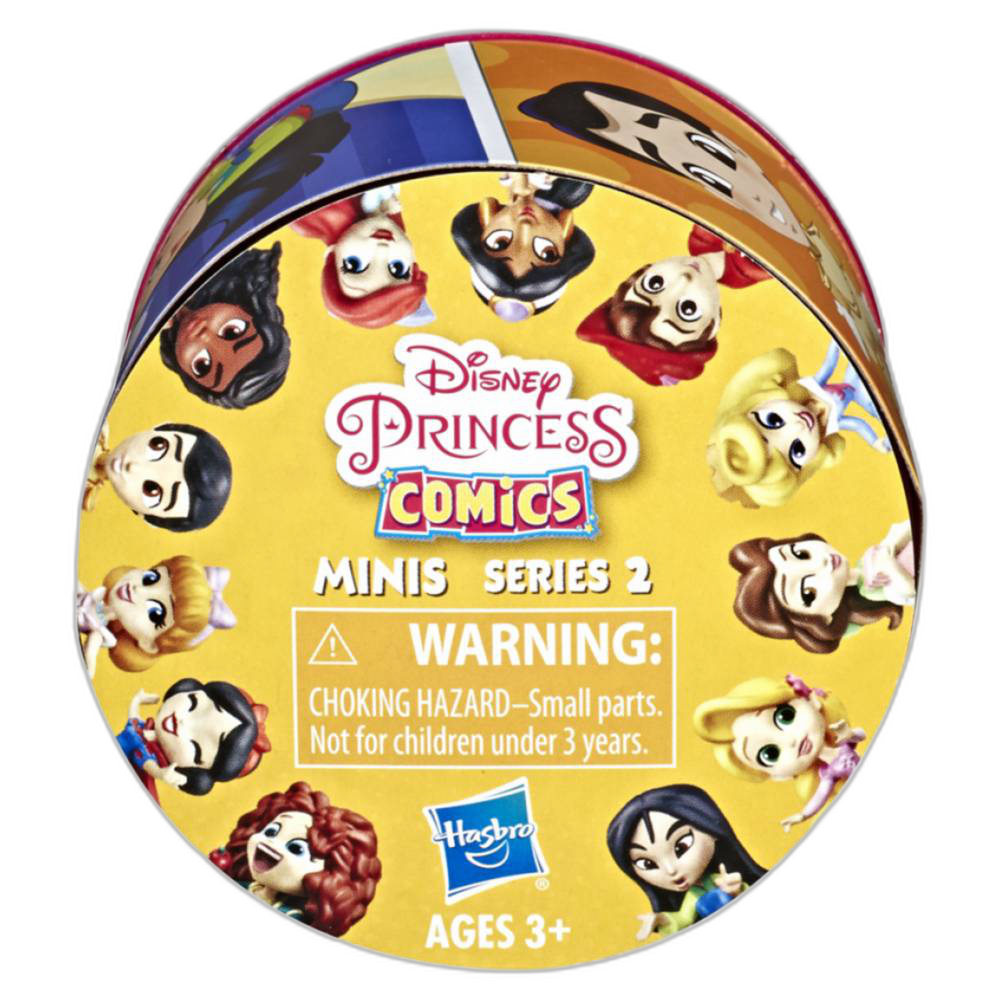 Disney
PRINCESS
COMICS
MINIS SERIES 2
WARNING:
CHOKING HAZARD–Small parts.
Not for children under 3 years.
Hasbro
®
AGES 3+